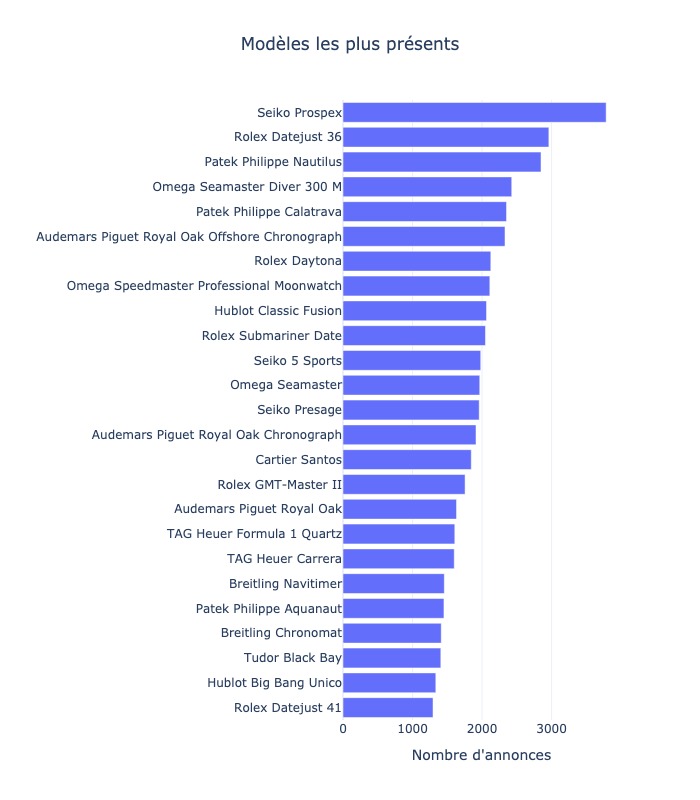 Modèles les plus présents
Seiko Prospex
Rolex Datejust 36
Patek Philippe Nautilus
Omega Seamaster Diver 300 M
Patek Philippe Calatrava
Audemars Piguet Royal Oak Offshore Chronograph
Rolex Daytona
Omega Speedmaster Professional Moonwatch
Hublot Classic Fusion
Rolex Submariner Date
Seiko 5 Sports
Omega Seamaster
Seiko Presage
Audemars Piguet Royal Oak Chronograph
Cartier Santos
Rolex GMT-Master II
Audemars Piguet Royal Oak
TAG Heuer Formula 1 Quartz
TAG Heuer Carrera
Breitling Navitimer
Patek Philippe Aquanaut
Breitling Chronomat
Tudor Black Bay
Hublot Big Bang Unico
Rolex Datejust 41
0 1000 2000 3000
Nombre d'annonces